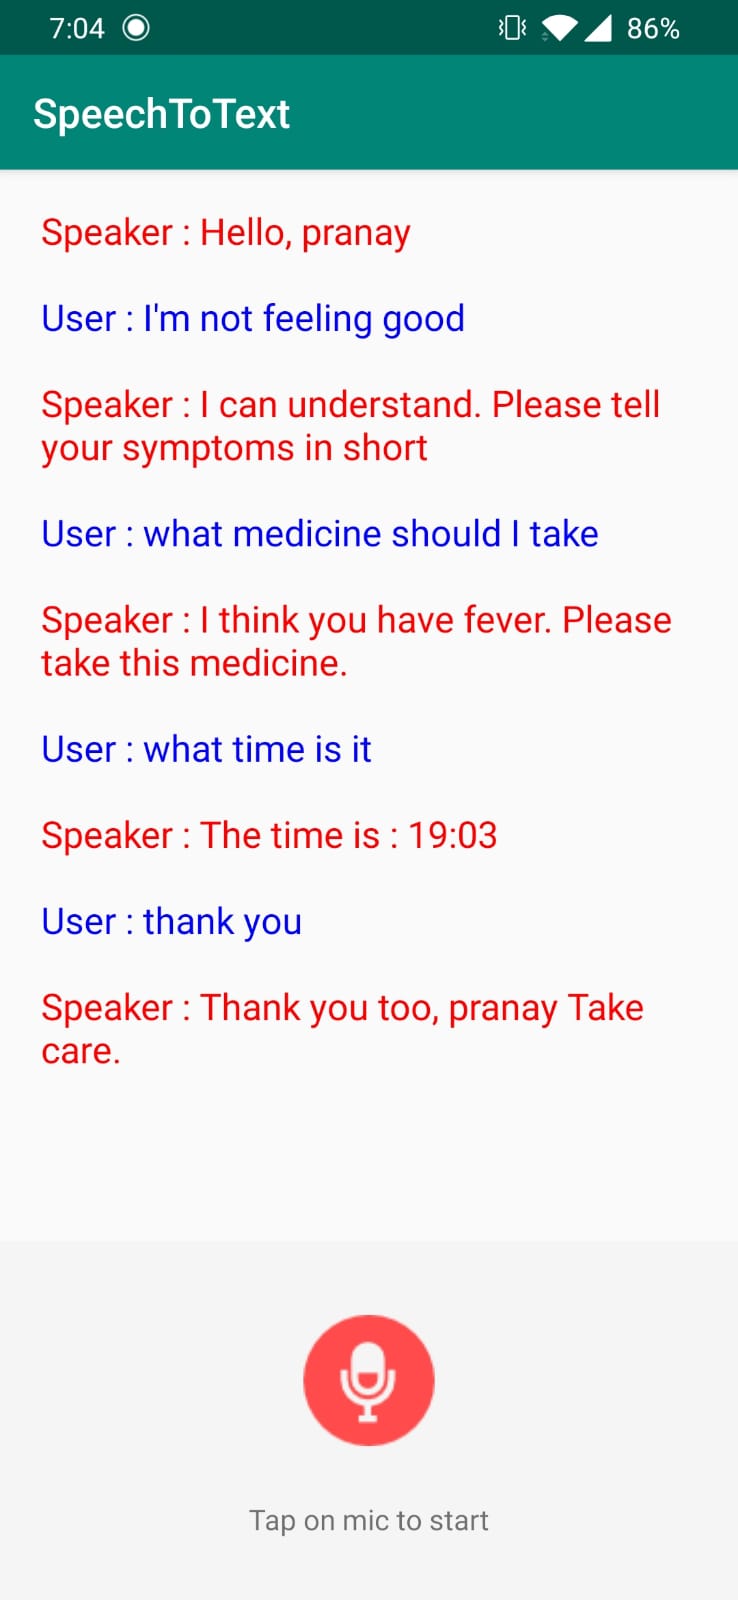 7:04 86%
SpeechToText
Speaker : Hello, pranay
User : I'm not feeling good
Speaker : I can understand. Please tell
your symptoms in short
User : what medicine should I take
Speaker : I think you have fever. Please
take this medicine.
User : what time is it
Speaker : The time is : 19:03
User : thank you
Speaker : Thank you too, pranay Take
care.
Tap on mic to start